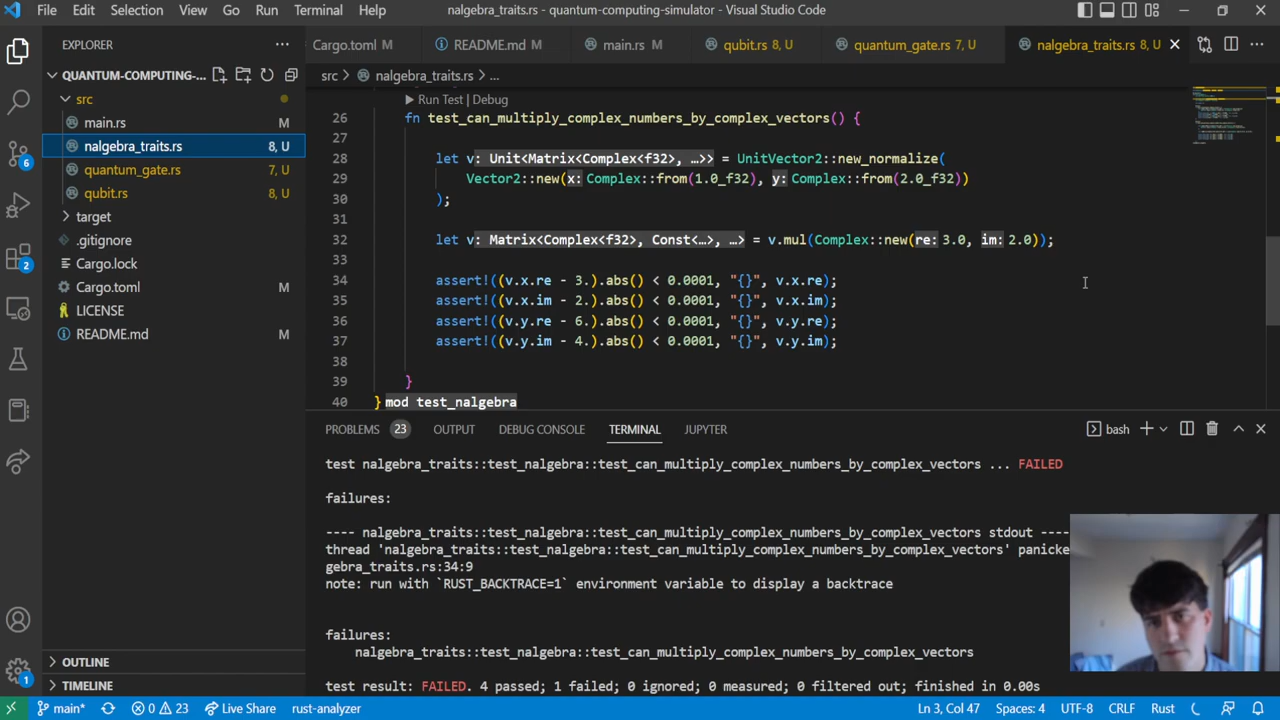 File Edit Selection View Go Run Terminal Help nalgebra_traits.rs - quantum-computing-simulator - Visual Studio Code
EXPLORER
Cargo.toml M README.md M main.rs M qubit.rs 8, U quantum_gate.rs 7, U nalgebra_traits.rs 8, U
QUANTUM-COMPUTING-...
src
main.rs M
nalgebra_traits.rs 8, U
quantum_gate.rs 7, U
qubit.rs 8, U
target
.gitignore
Cargo.lock
Cargo.toml M
LICENSE
README.md M
OUTLINE
TIMELINE
6
2
1
src > nalgebra_traits.rs > ...
Run Test | Debug
26 fn test_can_multiply_complex_numbers_by_complex_vectors() {
27
28 let v: Unit<Matrix<Complex<f32>, …>> = UnitVector2::new_normalize(
29 Vector2::new(x: Complex::from(1.0_f32), y: Complex::from(2.0_f32))
30 );
31
32 let v: Matrix<Complex<f32>, Const<…>, …> = v.mul(Complex::new(re: 3.0, im: 2.0));
33
34 assert!((v.x.re - 3.).abs() < 0.0001, "{}", v.x.re);
35 assert!((v.x.im - 2.).abs() < 0.0001, "{}", v.x.im);
36 assert!((v.y.re - 6.).abs() < 0.0001, "{}", v.y.re);
37 assert!((v.y.im - 4.).abs() < 0.0001, "{}", v.y.im);
38
39 }
40 } mod test_nalgebra
PROBLEMS 23 OUTPUT DEBUG CONSOLE TERMINAL JUPYTER bash
test nalgebra_traits::test_nalgebra::test_can_multiply_complex_numbers_by_complex_vectors ... FAILED
failures:
---- nalgebra_traits::test_nalgebra::test_can_multiply_complex_numbers_by_complex_vectors stdout ----
thread 'nalgebra_traits::test_nalgebra::test_can_multiply_complex_numbers_by_complex_vectors' panicke
gebra_traits.rs:34:9
note: run with `RUST_BACKTRACE=1` environment variable to display a backtrace
failures:
nalgebra_traits::test_nalgebra::test_can_multiply_complex_numbers_by_complex_vectors
test result: FAILED. 4 passed; 1 failed; 0 ignored; 0 measured; 0 filtered out; finished in 0.00s
main* 0 23 Live Share rust-analyzer Ln 3, Col 47 Spaces: 4 UTF-8 CRLF Rust